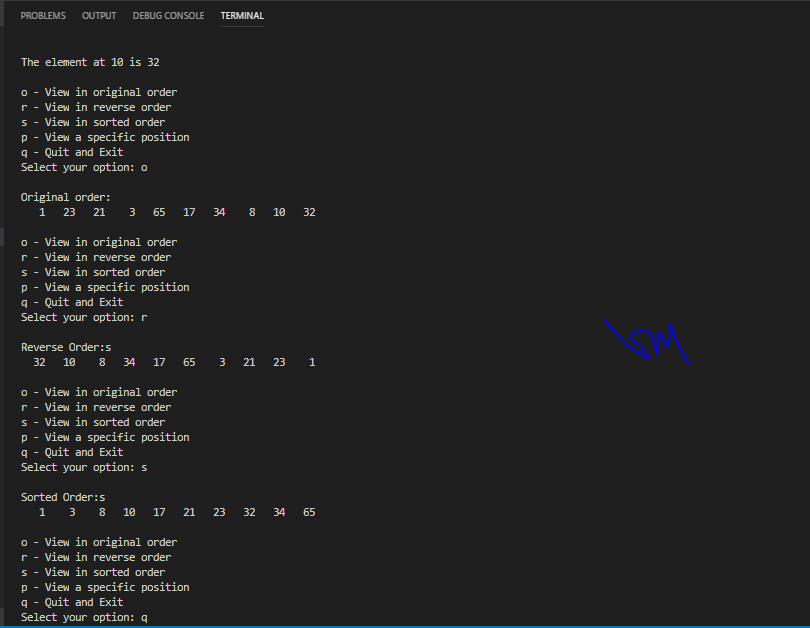 PROBLEMS OUTPUT DEBUG CONSOLE TERMINAL
The element at 10 is 32
o - View in original order
r - View in reverse order
s - View in sorted order
p - View a specific position
q - Quit and Exit
Select your option: o
Original order:
1 23 21 3 65 17 34 8 10 32
o - View in original order
r - View in reverse order
s - View in sorted order
p - View a specific position
q - Quit and Exit
Select your option: r
Reverse Order:s
32 10 8 34 17 65 3 21 23 1
o - View in original order
r - View in reverse order
s - View in sorted order
p - View a specific position
q - Quit and Exit
Select your option: s
Sorted Order:s
1 3 8 10 17 21 23 32 34 65
o - View in original order
r - View in reverse order
s - View in sorted order
p - View a specific position
q - Quit and Exit
Select your option: q